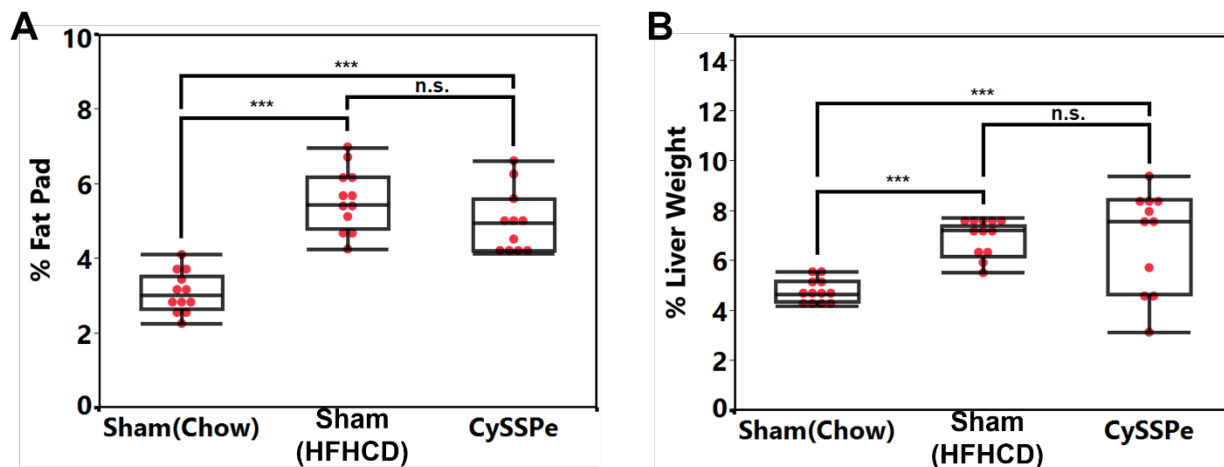 A
% Fat Pad
10
8
6
4
2
0
***
***
n.s.
Sham(Chow)
Sham
(HFHCD)
CySSPe
B
% Liver Weight
14
12
10
8
6
4
2
0
***
***
n.s.
Sham(Chow)
Sham
(HFHCD)
CySSPe